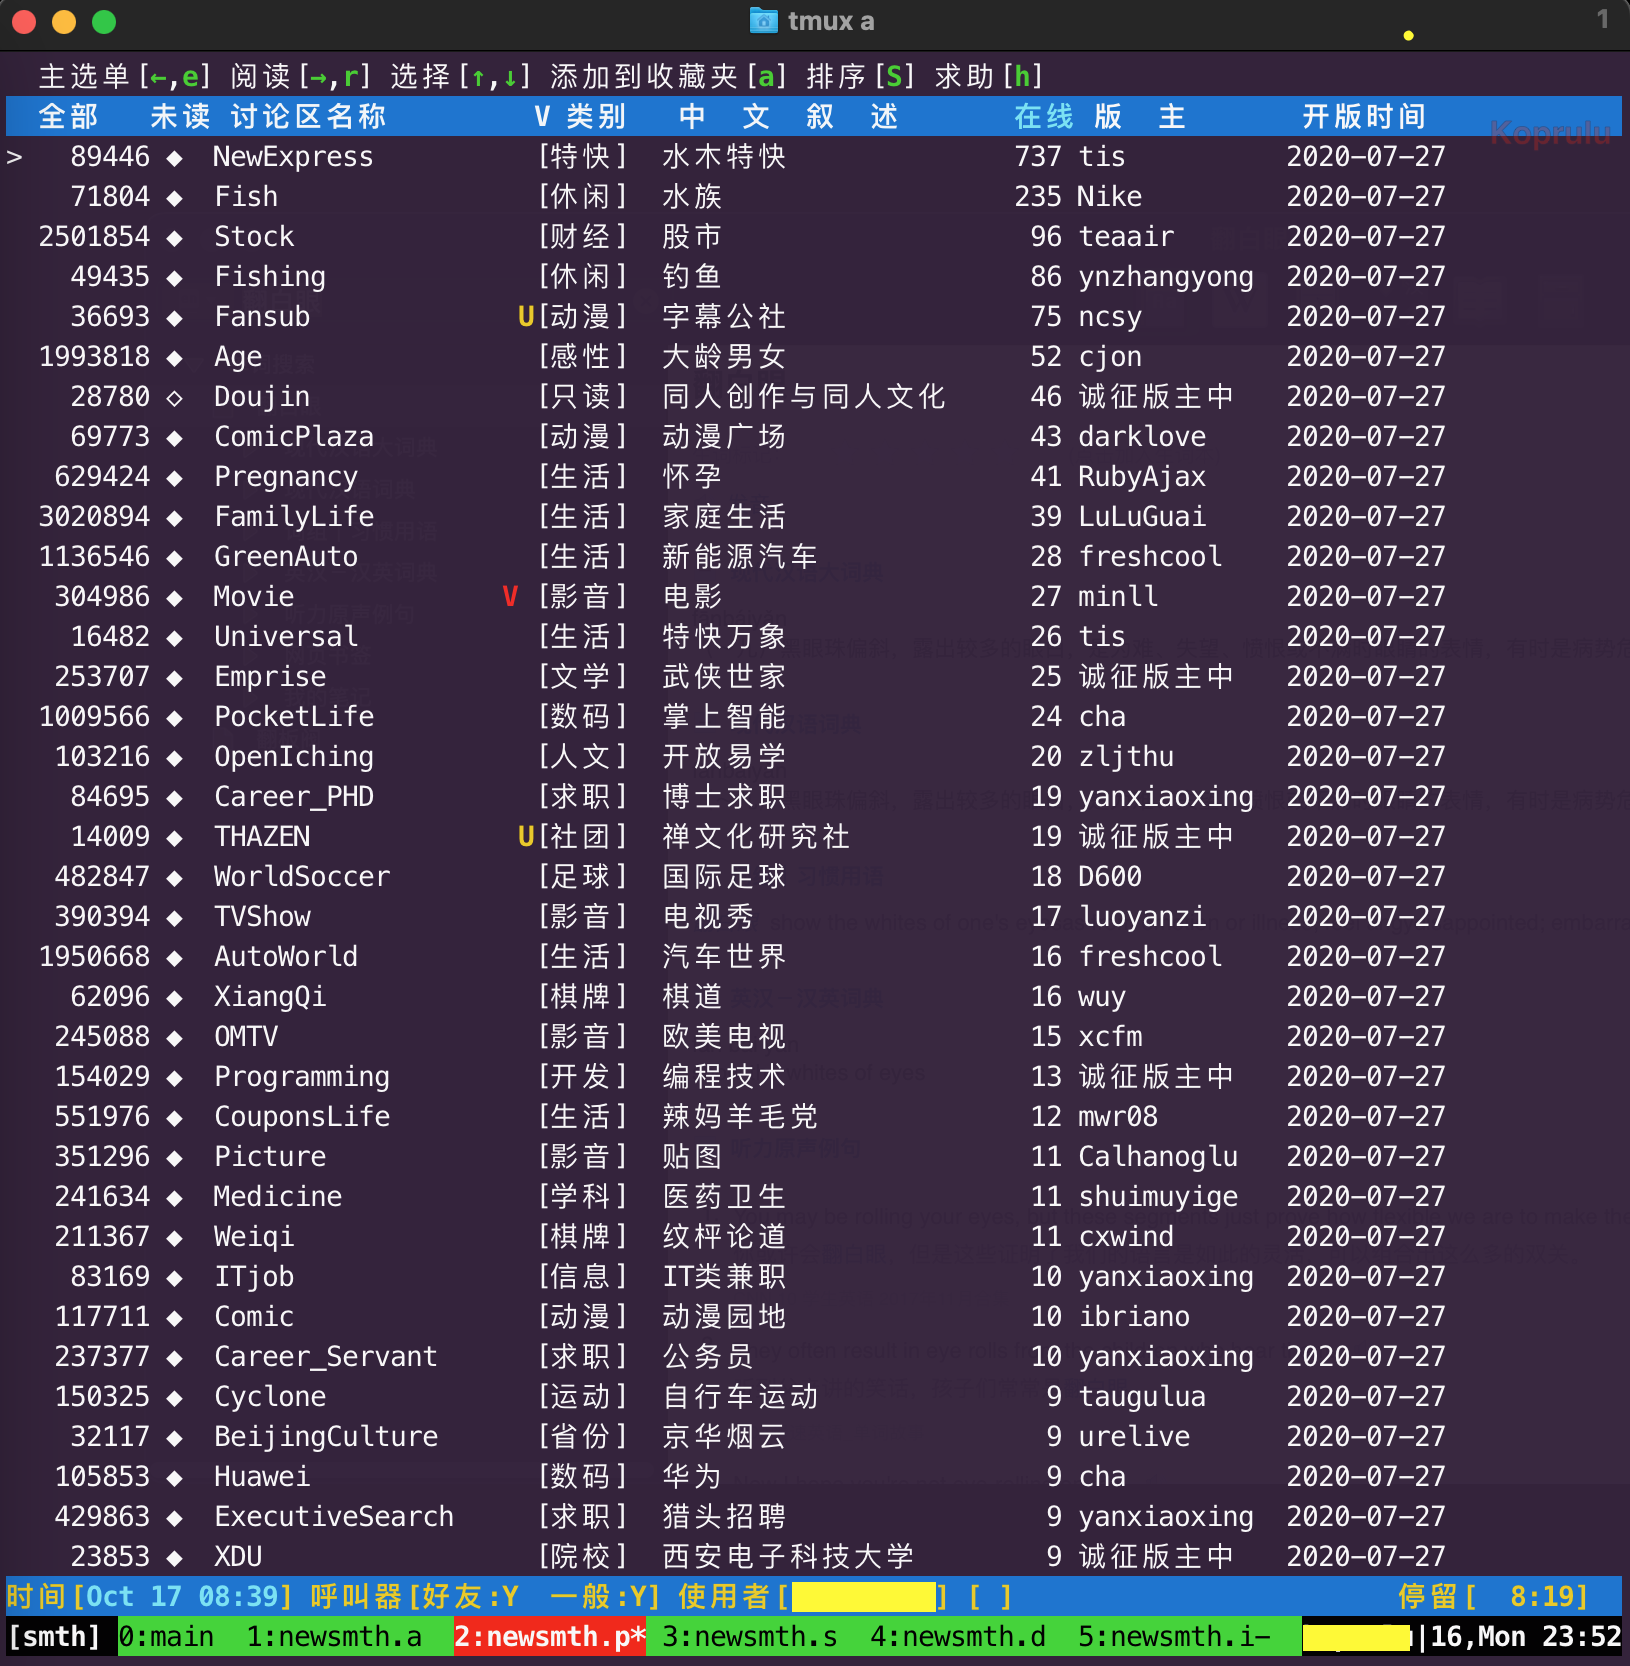 tmux a 1
主选单[←,e] 阅读[→,r] 选择[↑,↓] 添加到收藏夹[a] 排序[S] 求助[h]
全部 未读 讨论区名称 V 类别 中 文 叙 述 在线 版 主 开版时间
Koprulu
> 89446 ◆ NewExpress [特快] 水木特快 737 tis 2020-07-27
71804 ◆ Fish [休闲] 水族 235 Nike 2020-07-27
2501854 ◆ Stock [财经] 股市 96 teaair 2020-07-27
49435 ◆ Fishing [休闲] 钓鱼 86 ynzhangyong 2020-07-27
36693 ◆ Fansub U[动漫] 字幕公社 75 ncsy 2020-07-27
1993818 ◆ Age [感性] 大龄男女 52 cjon 2020-07-27
28780 ◇ Doujin [只读] 同人创作与同人文化 46 诚征版主中 2020-07-27
69773 ◆ ComicPlaza [动漫] 动漫广场 43 darklove 2020-07-27
629424 ◆ Pregnancy [生活] 怀孕 41 RubyAjax 2020-07-27
3020894 ◆ FamilyLife [生活] 家庭生活 39 LuLuGuai 2020-07-27
1136546 ◆ GreenAuto [生活] 新能源汽车 28 freshcool 2020-07-27
304986 ◆ Movie V [影音] 电影 27 minll 2020-07-27
16482 ◆ Universal [生活] 特快万象 26 tis 2020-07-27
253707 ◆ Emprise [文学] 武侠世家 25 诚征版主中 2020-07-27
1009566 ◆ PocketLife [数码] 掌上智能 24 cha 2020-07-27
103216 ◆ OpenIching [人文] 开放易学 20 zljthu 2020-07-27
84695 ◆ Career_PHD [求职] 博士求职 19 yanxiaoxing 2020-07-27
14009 ◆ THAZEN U[社团] 禅文化研究社 19 诚征版主中 2020-07-27
482847 ◆ WorldSoccer [足球] 国际足球 18 D600 2020-07-27
390394 ◆ TVShow [影音] 电视秀 17 luoyanzi 2020-07-27
1950668 ◆ AutoWorld [生活] 汽车世界 16 freshcool 2020-07-27
62096 ◆ XiangQi [棋牌] 棋道 16 wuy 2020-07-27
245088 ◆ OMTV [影音] 欧美电视 15 xcfm 2020-07-27
154029 ◆ Programming [开发] 编程技术 13 诚征版主中 2020-07-27
551976 ◆ CouponsLife [生活] 辣妈羊毛党 12 mwr08 2020-07-27
351296 ◆ Picture [影音] 贴图 11 Calhanoglu 2020-07-27
241634 ◆ Medicine [学科] 医药卫生 11 shuimuyige 2020-07-27
211367 ◆ Weiqi [棋牌] 纹枰论道 11 cxwind 2020-07-27
83169 ◆ ITjob [信息] IT类兼职 10 yanxiaoxing 2020-07-27
117711 ◆ Comic [动漫] 动漫园地 10 ibriano 2020-07-27
237377 ◆ Career_Servant [求职] 公务员 10 yanxiaoxing 2020-07-27
150325 ◆ Cyclone [运动] 自行车运动 9 taugulua 2020-07-27
32117 ◆ BeijingCulture [省份] 京华烟云 9 urelive 2020-07-27
105853 ◆ Huawei [数码] 华为 9 cha 2020-07-27
429863 ◆ ExecutiveSearch [求职] 猎头招聘 9 yanxiaoxing 2020-07-27
23853 ◆ XDU [院校] 西安电子科技大学 9 诚征版主中 2020-07-27
时间[Oct 17 08:39] 呼叫器[好友:Y 一般:Y] 使用者[ ] [ ] 停留[ 8:19]
[smth] 0:main 1:newsmth.a 2:newsmth.p* 3:newsmth.s 4:newsmth.d 5:newsmth.i- |16,Mon 23:52